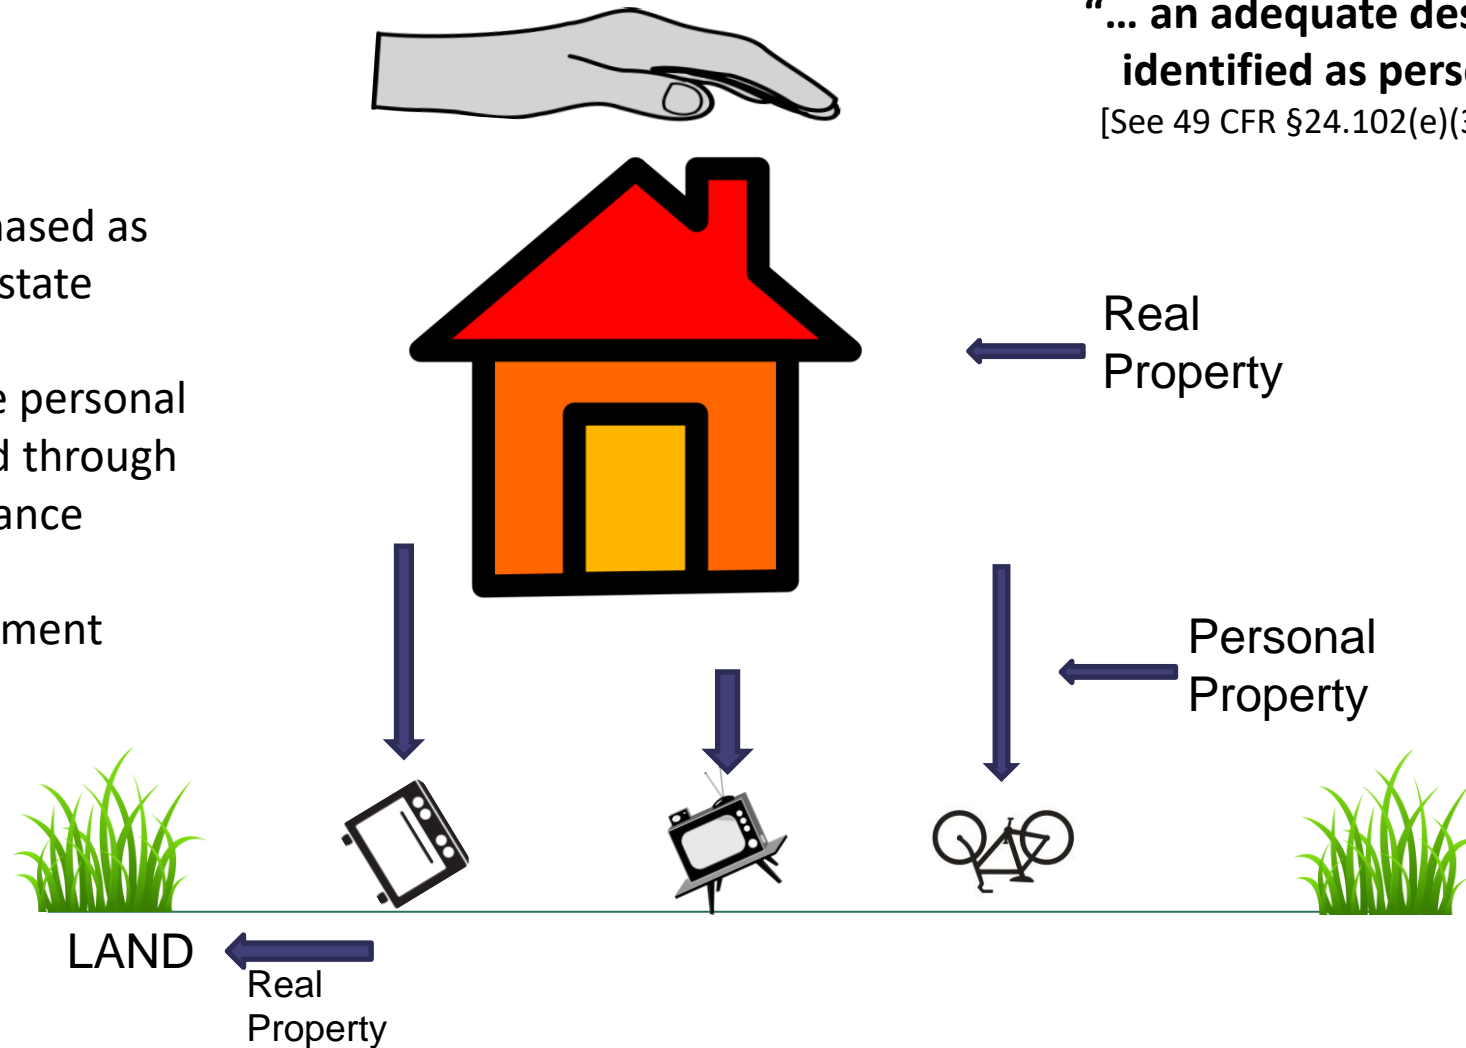 “... an adequate des
identified as pers
[See 49 CFR §24.102(e)(3
ased as
state
e personal
d through
ance
ment
Real
Property
Personal
Property
LAND
Real
Property